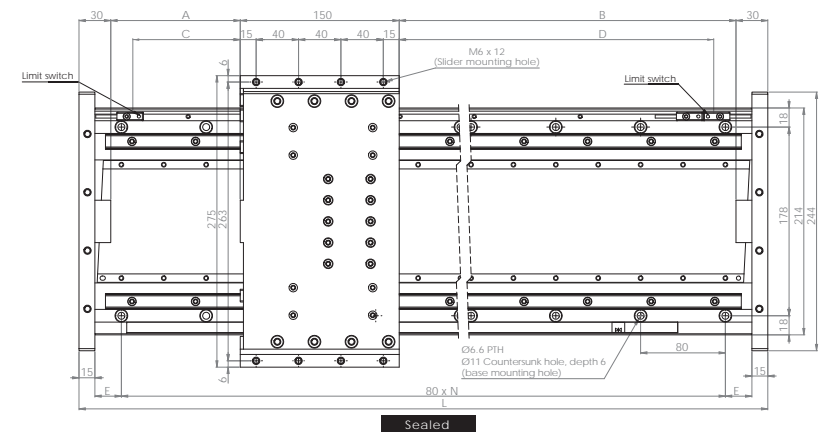 30 A 150 B 30
C 15 40 40 40 15 D
M6 x 12
(Slider mounting hole)
6
Limit switch
Limit switch
18
275
263
178
214
244
18
Ø6.6 PTH
Ø11 Countersunk hole, depth 6
(base mounting hole)
80
6
15 15
E 80 x N E
L
Sealed